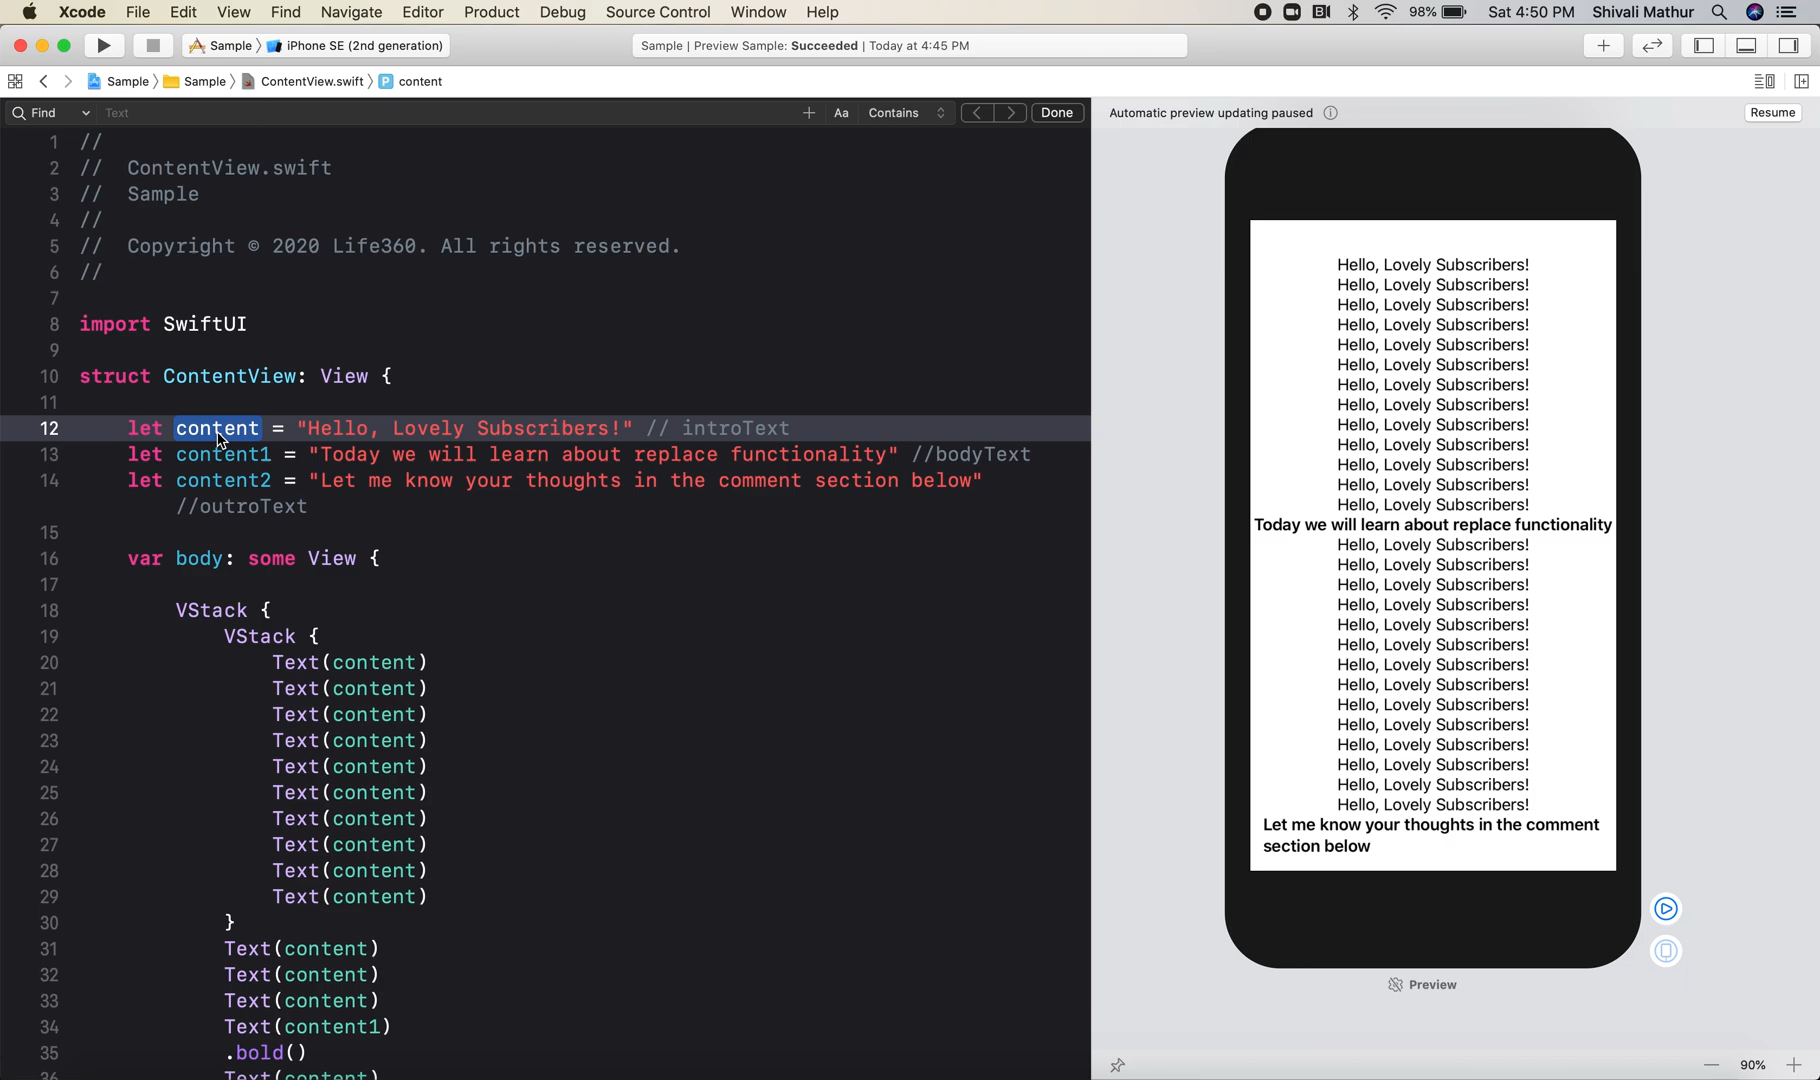 Xcode File Edit View Find Navigate Editor Product Debug Source Control Window Help 98% Sat 4:50 PM Shivali Mathur
Sample iPhone SE (2nd generation) Sample | Preview Sample: Succeeded | Today at 4:45 PM
Sample Sample ContentView.swift P content
Find Text Aa Contains Done
1 //
2 // ContentView.swift
3 // Sample
4 //
5 // Copyright © 2020 Life360. All rights reserved.
6 //
7
8 import SwiftUI
9
10 struct ContentView: View {
11
12 let content = "Hello, Lovely Subscribers!" // introText
13 let content1 = "Today we will learn about replace functionality" //bodyText
14 let content2 = "Let me know your thoughts in the comment section below"
//outroText
15
16 var body: some View {
17
18 VStack {
19 VStack {
20 Text(content)
21 Text(content)
22 Text(content)
23 Text(content)
24 Text(content)
25 Text(content)
26 Text(content)
27 Text(content)
28 Text(content)
29 Text(content)
30 }
31 Text(content)
32 Text(content)
33 Text(content)
34 Text(content1)
35 .bold()
36 Text(content)
Automatic preview updating paused Resume
Hello, Lovely Subscribers!
Hello, Lovely Subscribers!
Hello, Lovely Subscribers!
Hello, Lovely Subscribers!
Hello, Lovely Subscribers!
Hello, Lovely Subscribers!
Hello, Lovely Subscribers!
Hello, Lovely Subscribers!
Hello, Lovely Subscribers!
Hello, Lovely Subscribers!
Hello, Lovely Subscribers!
Hello, Lovely Subscribers!
Hello, Lovely Subscribers!
Today we will learn about replace functionality
Hello, Lovely Subscribers!
Hello, Lovely Subscribers!
Hello, Lovely Subscribers!
Hello, Lovely Subscribers!
Hello, Lovely Subscribers!
Hello, Lovely Subscribers!
Hello, Lovely Subscribers!
Hello, Lovely Subscribers!
Hello, Lovely Subscribers!
Hello, Lovely Subscribers!
Hello, Lovely Subscribers!
Hello, Lovely Subscribers!
Hello, Lovely Subscribers!
Hello, Lovely Subscribers!
Let me know your thoughts in the comment
section below
Preview
90%